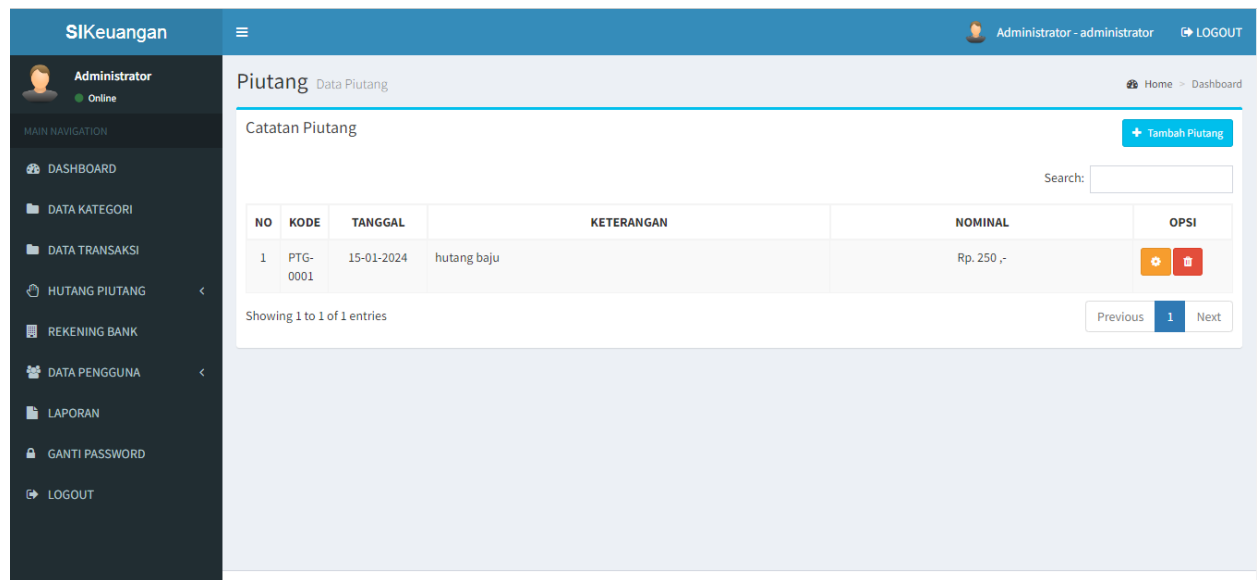 SIKeuangan
Administrator - administrator LOGOUT
Administrator
Online
MAIN NAVIGATION
DASHBOARD
DATA KATEGORI
DATA TRANSAKSI
HUTANG PIUTANG
REKENING BANK
DATA PENGGUNA
LAPORAN
GANTI PASSWORD
LOGOUT
Piutang Data Piutang
Home > Dashboard
Catatan Piutang
Tambah Piutang
Search:
NO KODE TANGGAL KETERANGAN NOMINAL OPSI
1 PTG- 15-01-2024 hutang baju Rp. 250 ,-
0001
Showing 1 to 1 of 1 entries
Previous 1 Next